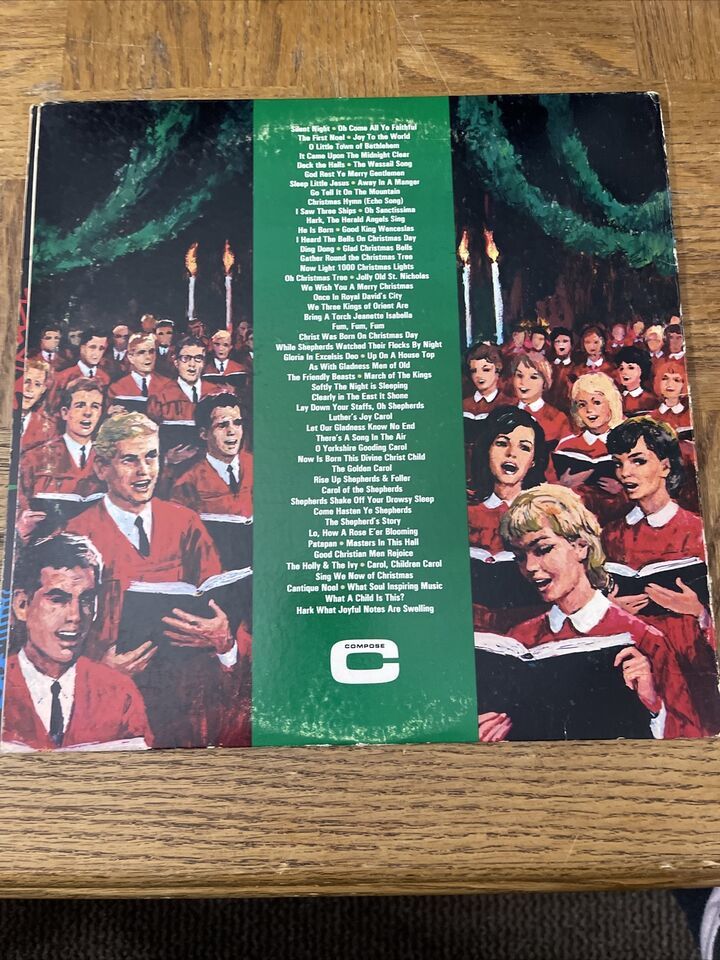 Silent Night • Oh Come All Ye Faithful
The First Noel • Joy To the World
O Little Town of Bethlehem
It Came Upon The Midnight Clear
Deck the Halls • The Wassail Song
God Rest Ye Merry Gentlemen
Sleep Little Jesus • Away In A Manger
Go Tell It On The Mountain
Christmas Hymn (Echo Song)
I Saw Three Ships • Oh Sanctissima
Hark, The Herald Angels Sing
He Is Born • Good King Wenceslas
I Heard The Bells On Christmas Day
Ding Dong • Glad Christmas Bells
Gather Round the Christmas Tree
Now Light 1000 Christmas Lights
Oh Christmas Tree • Jolly Old St. Nicholas
We Wish You A Merry Christmas
Once In Royal David's City
We Three Kings of Orient Are
Bring A Torch Jeanette Isabella
Fum, Fum, Fum
Christ Was Born On Christmas Day
While Shepherds Watched Their Flocks By Night
Gloria In Excelsis Deo • Up On A House Top
As With Gladness Men of Old
The Friendly Beasts • March of The Kings
Softly The Night is Sleeping
Clearly in The East It Shone
Lay Down Your Staffs, Oh Shepherds
Luther's Joy Carol
Let Our Gladness Know No End
There's A Song In The Air
O Yorkshire Gooding Carol
Now Is Born This Divine Christ Child
The Golden Carol
Rise Up Shepherds & Foller
Carol of the Shepherds
Shepherds Shake Off Your Drowsy Sleep
Come Hasten Ye Shepherds
The Shepherd's Story
Lo, How A Rose E'er Blooming
Patapan • Masters In This Hall
Good Christian Men Rejoice
The Holly & The Ivy • Carol, Children Carol
Sing We Now of Christmas
Cantique Noel • What Soul Inspiring Music
What A Child Is This?
Hark What Joyful Notes Are Swelling
COMPOSE
C